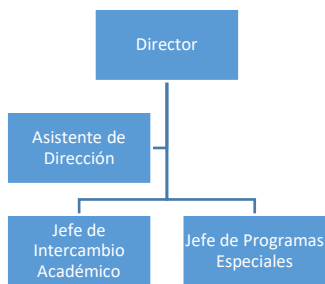 Director
Asistente de
Dirección
Jefe de
Intercambio
Académico
Jefe de Programas
Especiales